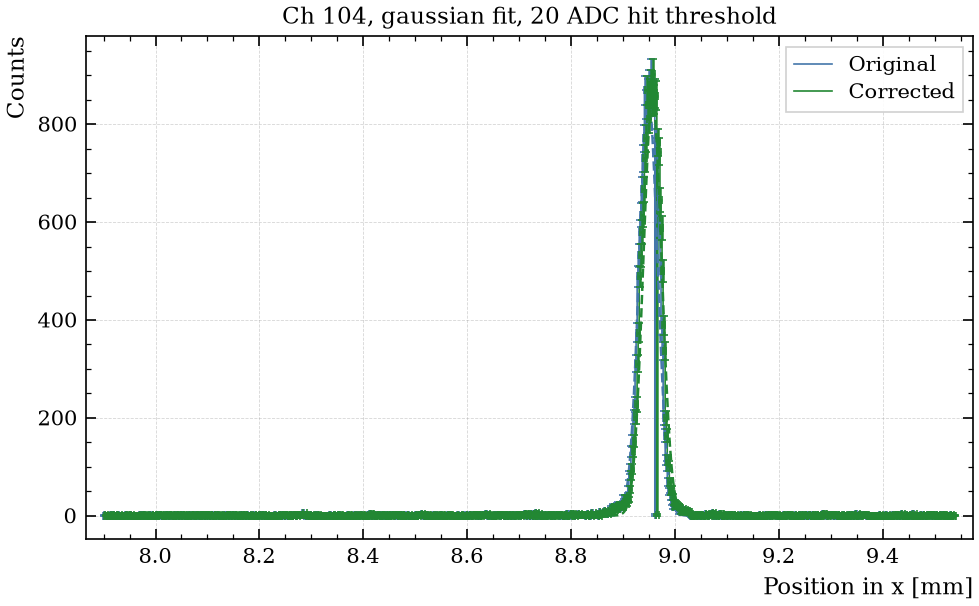 Ch 104, gaussian fit, 20 ADC hit threshold
Counts
Original
Corrected
800
600
400
200
0
8.0 8.2 8.4 8.6 8.8 9.0 9.2 9.4
Position in x [mm]